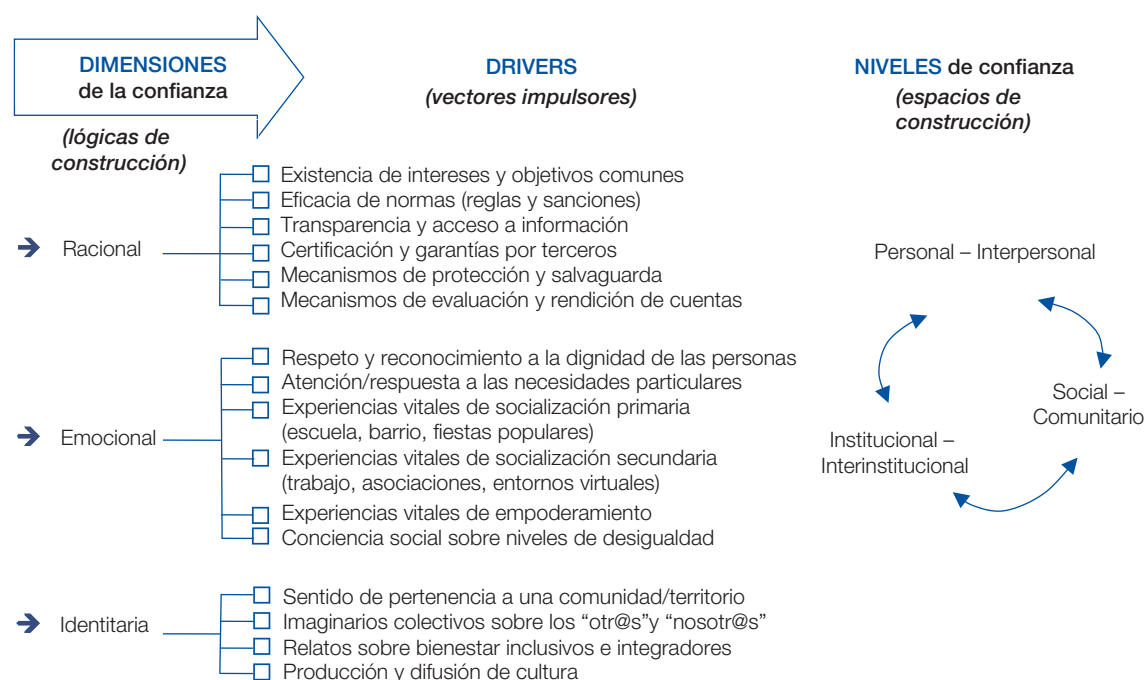 DIMENSIONES
de la confianza
(lógicas de
construcción)
DRIVERS
(vectores impulsores)
NIVELES de confianza
(espacios de
construcción)
Racional
Existencia de intereses y objetivos comunes
Eficacia de normas (reglas y sanciones)
Transparencia y acceso a información
Certificación y garantías por terceros
Mecanismos de protección y salvaguarda
Mecanismos de evaluación y rendición de cuentas
Emocional
Respeto y reconocimiento a la dignidad de las personas
Atención/respuesta a las necesidades particulares
Experiencias vitales de socialización primaria
(escuela, barrio, fiestas populares)
Experiencias vitales de socialización secundaria
(trabajo, asociaciones, entornos virtuales)
Experiencias vitales de empoderamiento
Conciencia social sobre niveles de desigualdad
Identitaria
Sentido de pertenencia a una comunidad/territorio
Imaginarios colectivos sobre los “otr@s”y “nosotr@s”
Relatos sobre bienestar inclusivos e integradores
Producción y difusión de cultura
Personal – Interpersonal
Social –
Comunitario
Institucional –
Interinstitucional